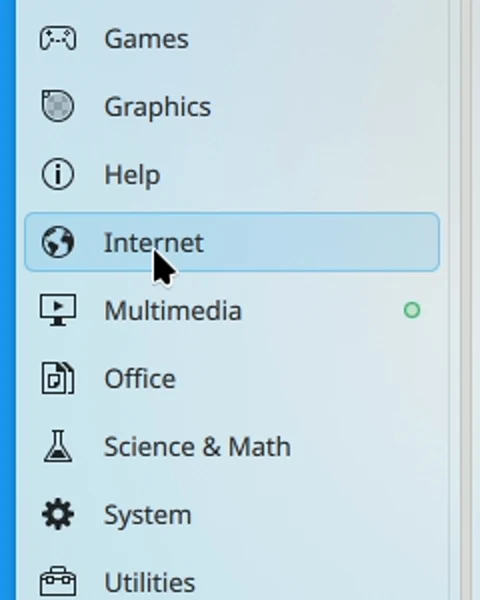 Games
Graphics
Help
Internet
Multimedia
Office
Science & Math
System
Utilities